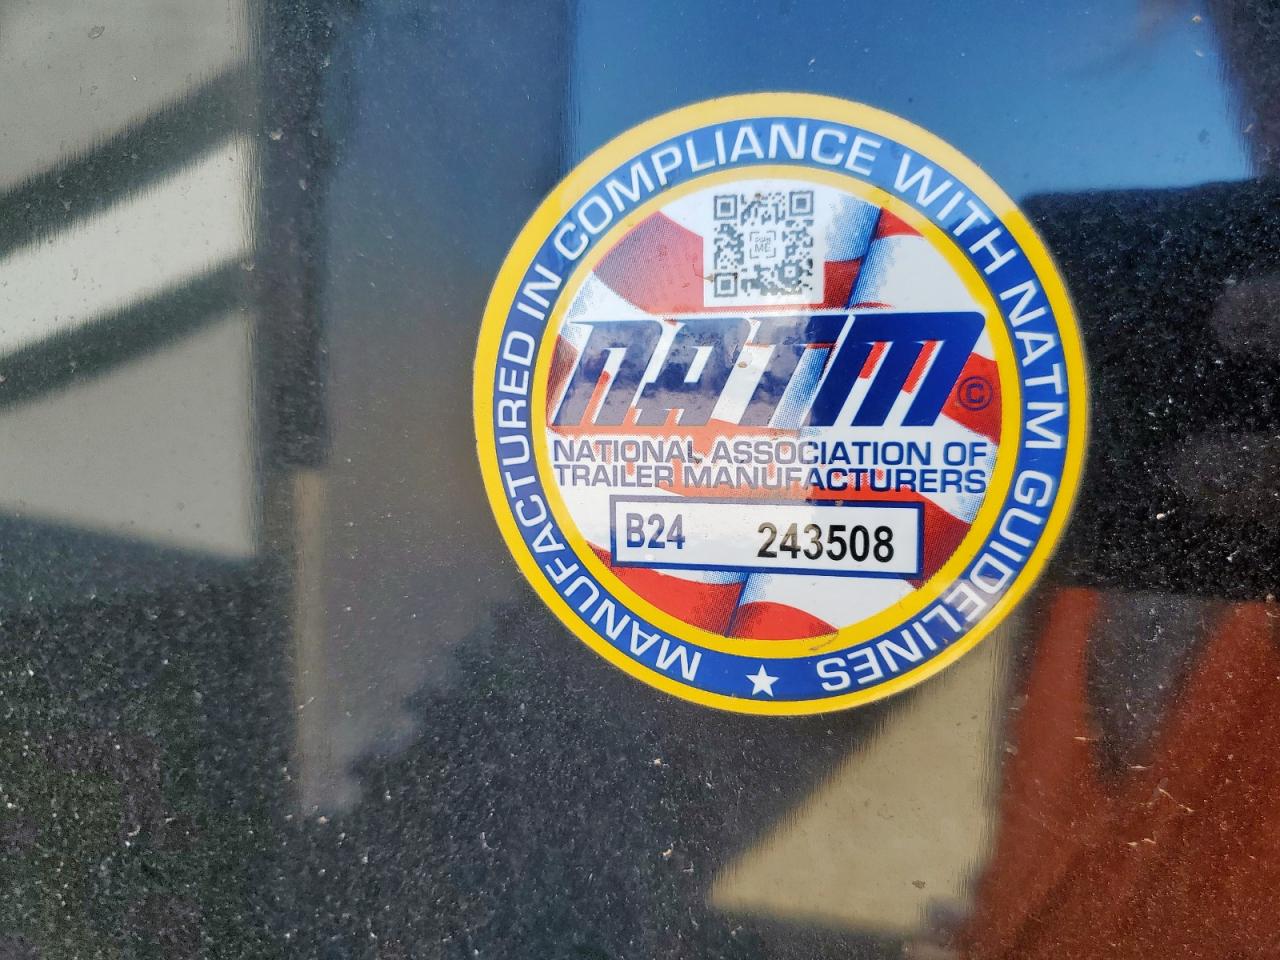 MANUFACTURED IN COMPLIANCE WITH NATM GUIDELINES
NATM ©
NATIONAL ASSOCIATION OF
TRAILER MANUFACTURERS
B24 243508